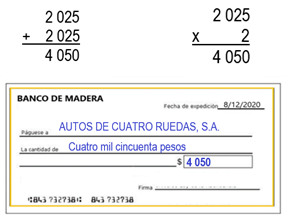 2 025
+ 2 025
4 050
2 025
x 2
4 050
BANCO DE MADERA
Fecha de expedición 8/12/2020
Páguese a AUTOS DE CUATRO RUEDAS, S.A.
La cantidad de Cuatro mil cincuenta pesos
$ 4 050
Firma